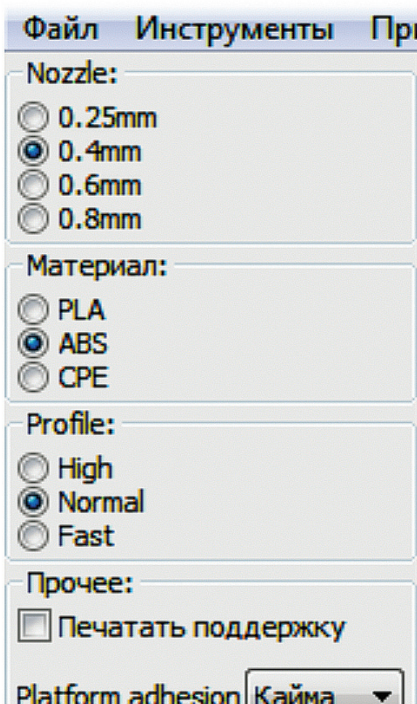 Файл Инструменты
Nozzle:
0.25mm
0.4mm
0.6mm
0.8mm
Материал:
PLA
ABS
CPE
Profile:
High
Normal
Fast
Прочее:
Печатать поддержку
Platform adhesion Кайма